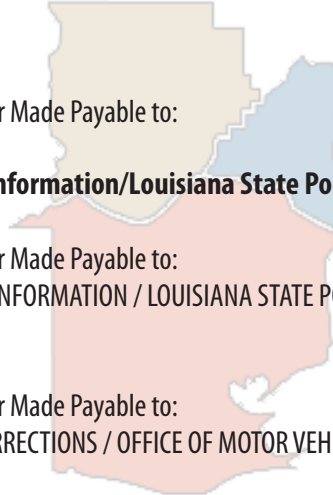 r Made Payable to:
nformation/Louisiana State Po
r Made Payable to:
INFORMATION / LOUISIANA STATE P
r Made Payable to:
RRECTIONS / OFFICE OF MOTOR VEH